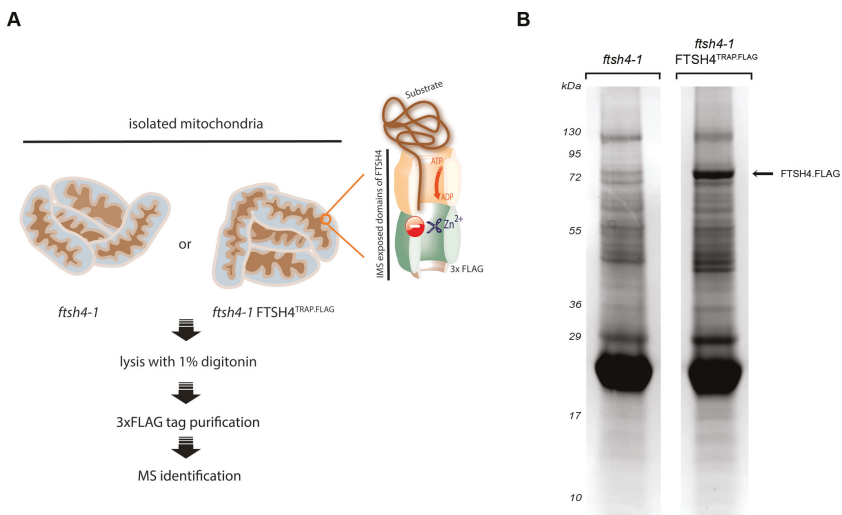 A
isolated mitochondria
or
ftsh4-1
ftsh4-1 FTSH4TRAP.FLAG
lysis with 1% digitonin
3xFLAG tag purification
MS identification
Substrate
IMS exposed domains of FTSH4
ATP
ADP
Zn2+
3x FLAG
B
ftsh4-1
ftsh4-1
FTSH4TRAP.FLAG
kDa
130
95
72
55
36
29
17
10
FTSH4.FLAG